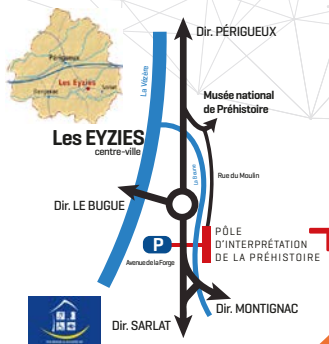 Dir. PÉRIGUEUX
Périgueux
Les Eyzies
Sarlat
Bergerac
La Vézère
Musée national
de Préhistoire
Les EYZIES
centre-ville
La Beune
Rue du Moulin
Dir. LE BUGUE
P
Avenue de la Forge
PÔLE
D'INTERPRÉTATION
DE LA PRÉHISTOIRE
Dir. MONTIGNAC
Dir. SARLAT